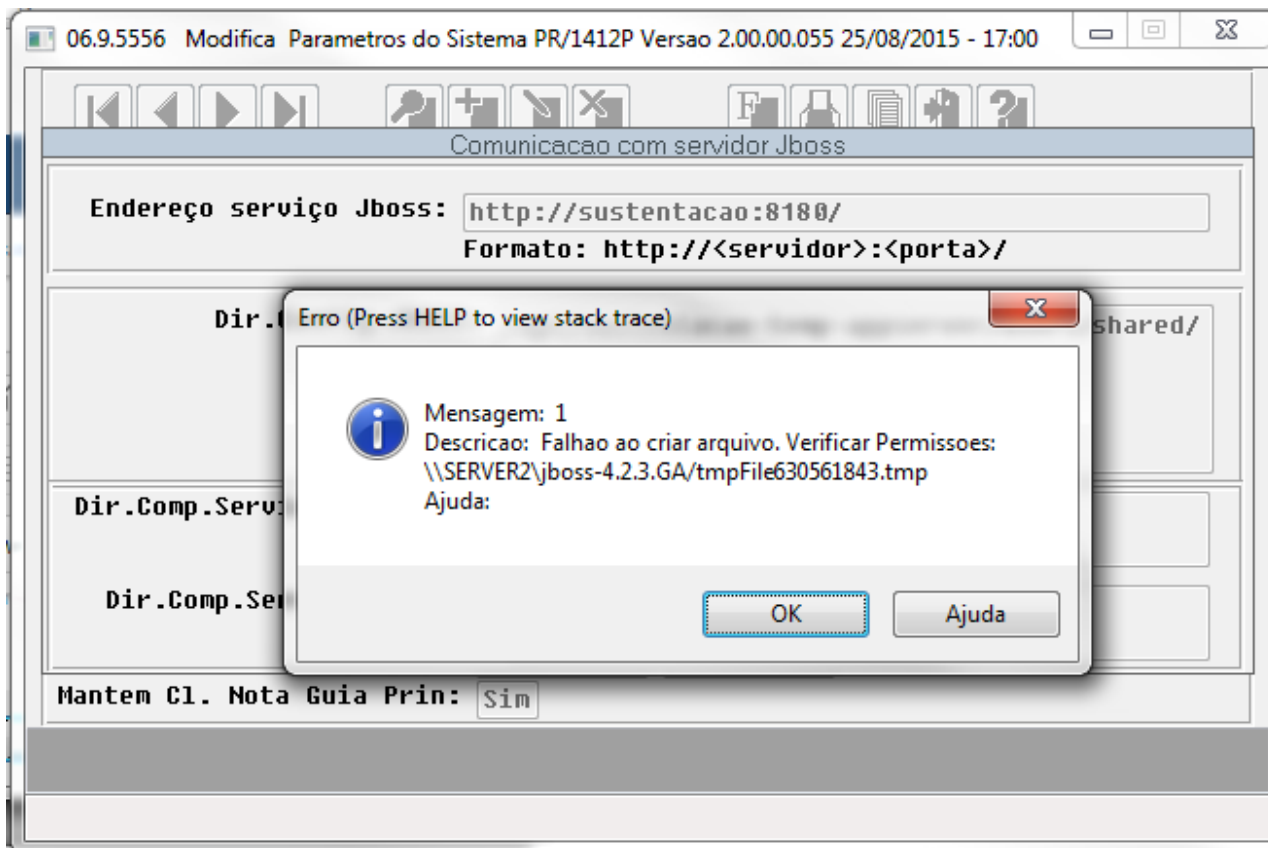 06.9.5556 Modifica Parametros do Sistema PR/1412P Versao 2.00.00.055 25/08/2015 - 17:00
Comunicacao com servidor Jboss
Endereço serviço Jboss: http://sustentacao:8180/
Formato: http://<servidor>:<porta>/
Dir.
shared/
Erro (Press HELP to view stack trace)
Mensagem: 1
Descricao: Falhao ao criar arquivo. Verificar Permissoes:
\\SERVER2\jboss-4.2.3.GA/tmpFile630561843.tmp
Ajuda:
OK Ajuda
Dir.Comp.Servi
Dir.Comp.Ser
Mantem Cl. Nota Guia Prin: Sim